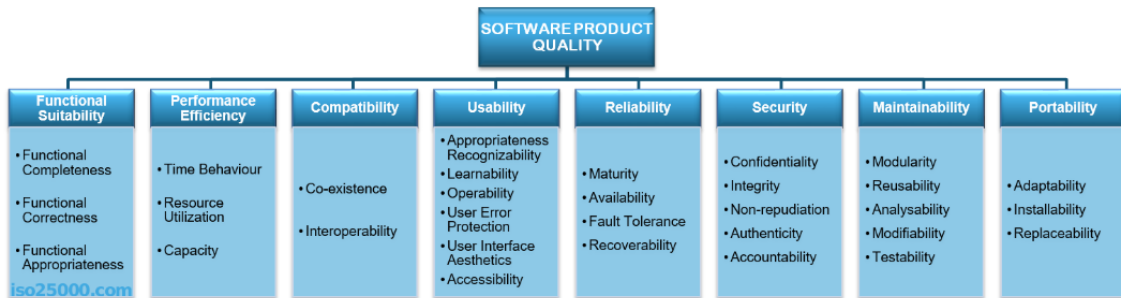 SOFTWARE PRODUCT
QUALITY
Functional
Suitability
• Functional
Completeness
• Functional
Correctness
• Functional
Appropriateness
Performance
Efficiency
• Time Behaviour
• Resource
Utilization
• Capacity
Compatibility
• Co-existence
• Interoperability
Usability
• Appropriateness
Recognizability
• Learnability
• Operability
• User Error
Protection
• User Interface
Aesthetics
• Accessibility
Reliability
• Maturity
• Availability
• Fault Tolerance
• Recoverability
Security
• Confidentiality
• Integrity
• Non-repudiation
• Authenticity
• Accountability
Maintainability
• Modularity
• Reusability
• Analysability
• Modifiability
• Testability
Portability
• Adaptability
• Installability
• Replaceability
iso25000.com